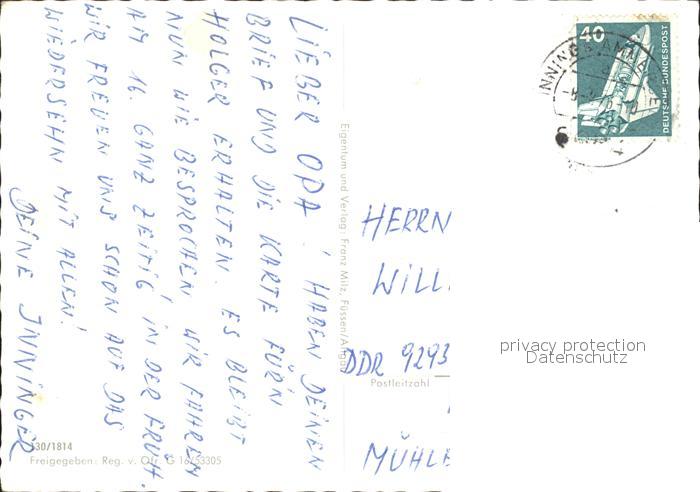 LIEBER OPA! HABEN DEINEN
BRIEF UND DIE KARTE FÜR'N
HOLGER ERHALTEN. ES BLEIBT
NUN WIE BESPROCHEN WIR FAHREN
AM 16. GANZ ZEITIG IN DER FRÜH.
WIR FREUEN UNS SCHON AUF DAS
WIEDERSEHN MIT ALLEN!
DEINE INNINGER
130/1814
Freigegeben: Reg. v. Obb. G 16/53305
Eigentum und Verlag: Franz Milz, Füssen/Allgäu
40
DEUTSCHE BUNDESPOST
INNING A. AMM
HERRN
WILL
DDR 9293
Postleitzahl
MÜHLE
privacy protection
Datenschutz